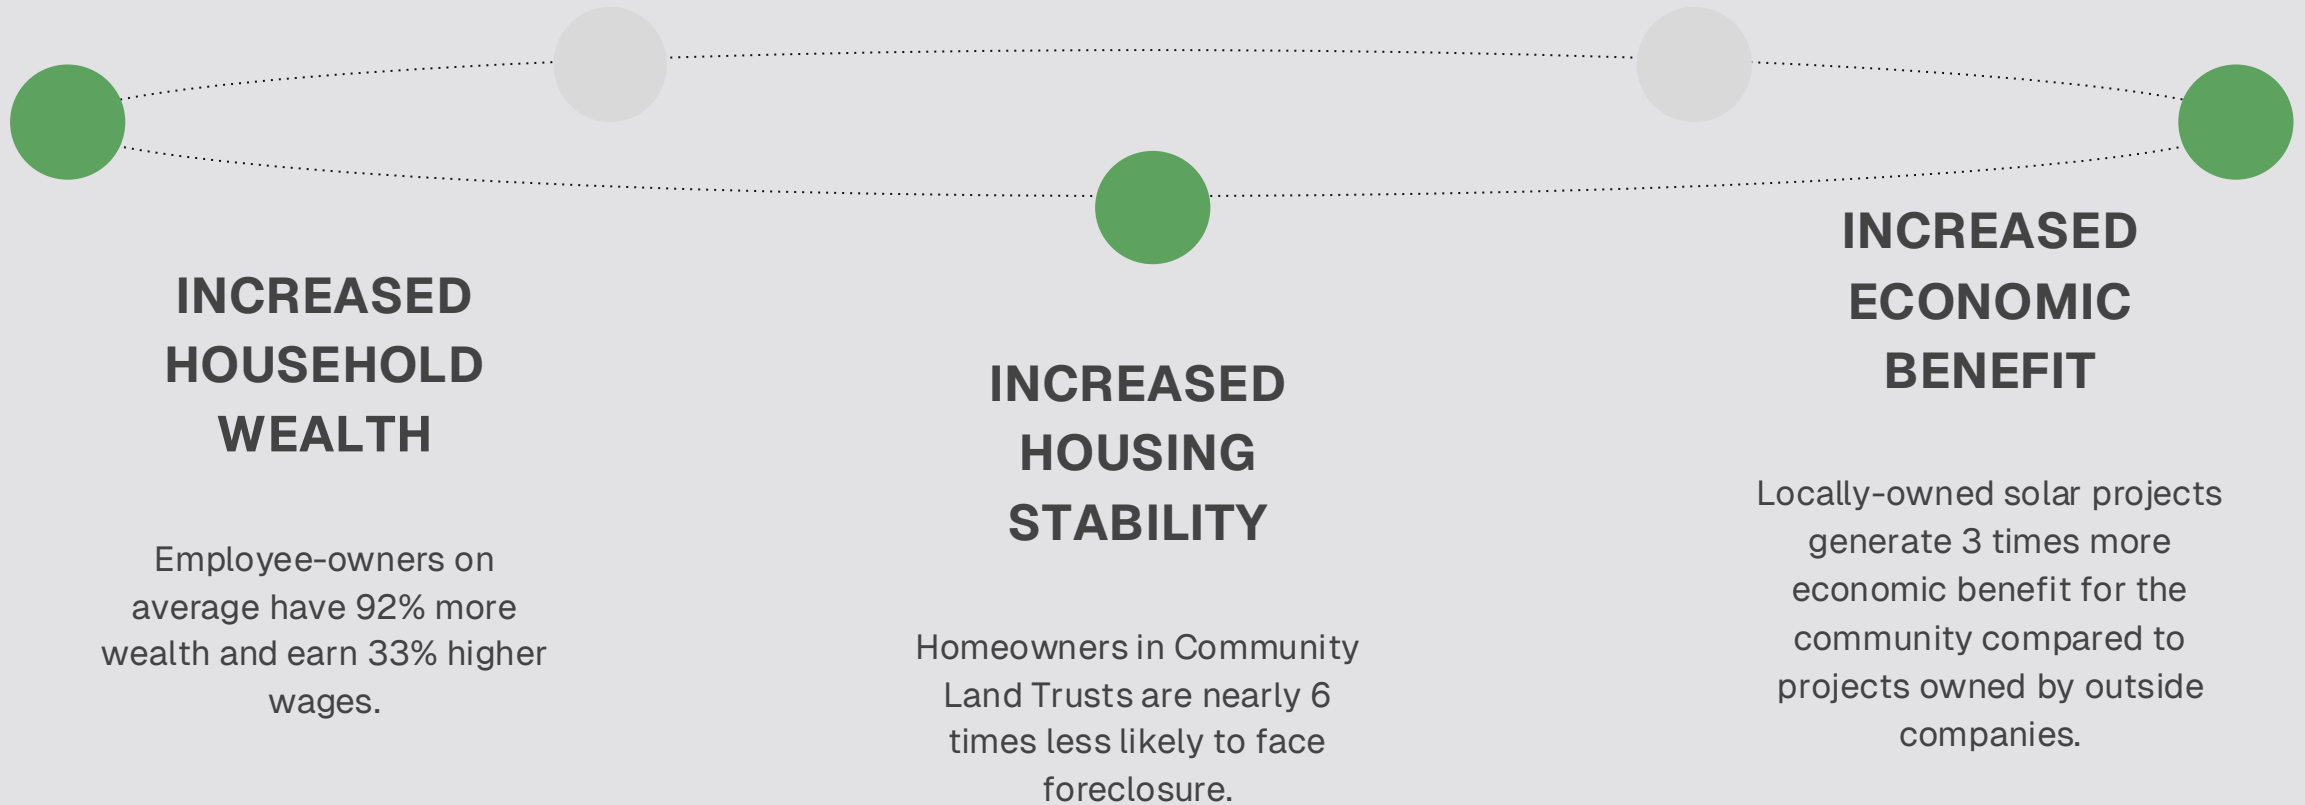 INCREASED
HOUSEHOLD
WEALTH
Employee-owners on
average have 92% more
wealth and earn 33% higher
wages.
INCREASED
HOUSING
STABILITY
Homeowners in Community
Land Trusts are nearly 6
times less likely to face
foreclosure.
INCREASED
ECONOMIC
BENEFIT
Locally-owned solar projects
generate 3 times more
economic benefit for the
community compared to
projects owned by outside
companies.